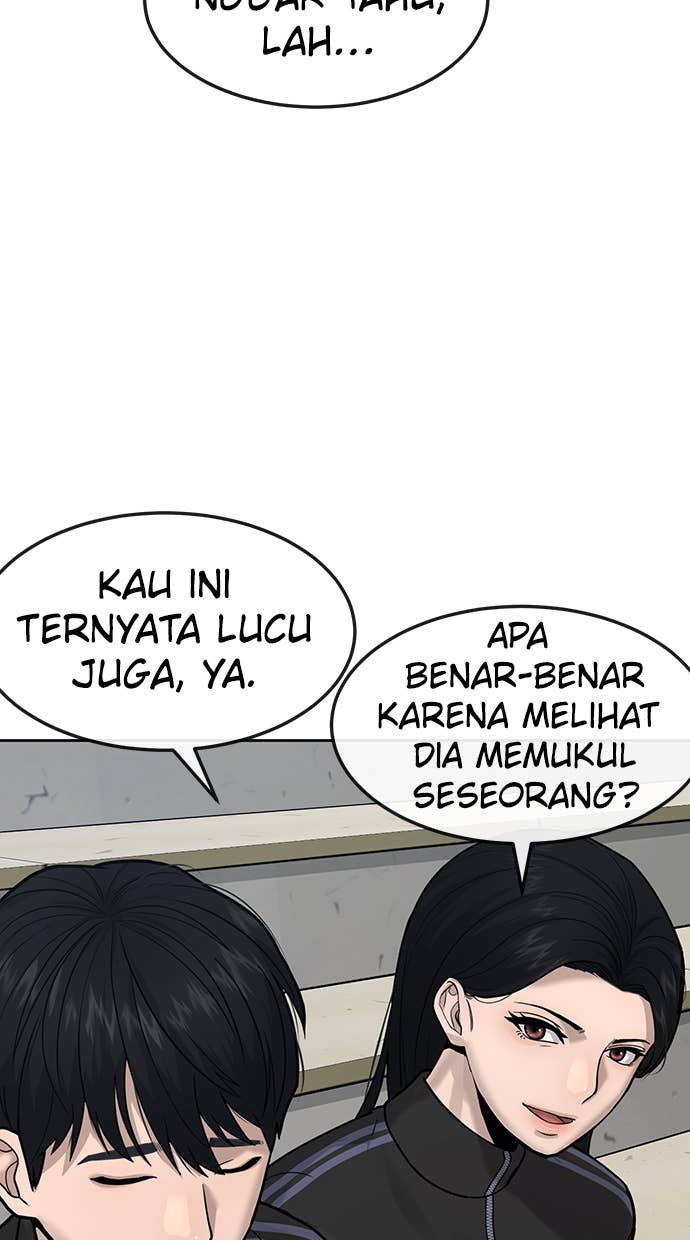 LAH...
KAU INI
TERNYATA LUCU
JUGA, YA.
APA
BENAR-BENAR
KARENA MELIHAT
DIA MEMUKUL
SESEORANG?